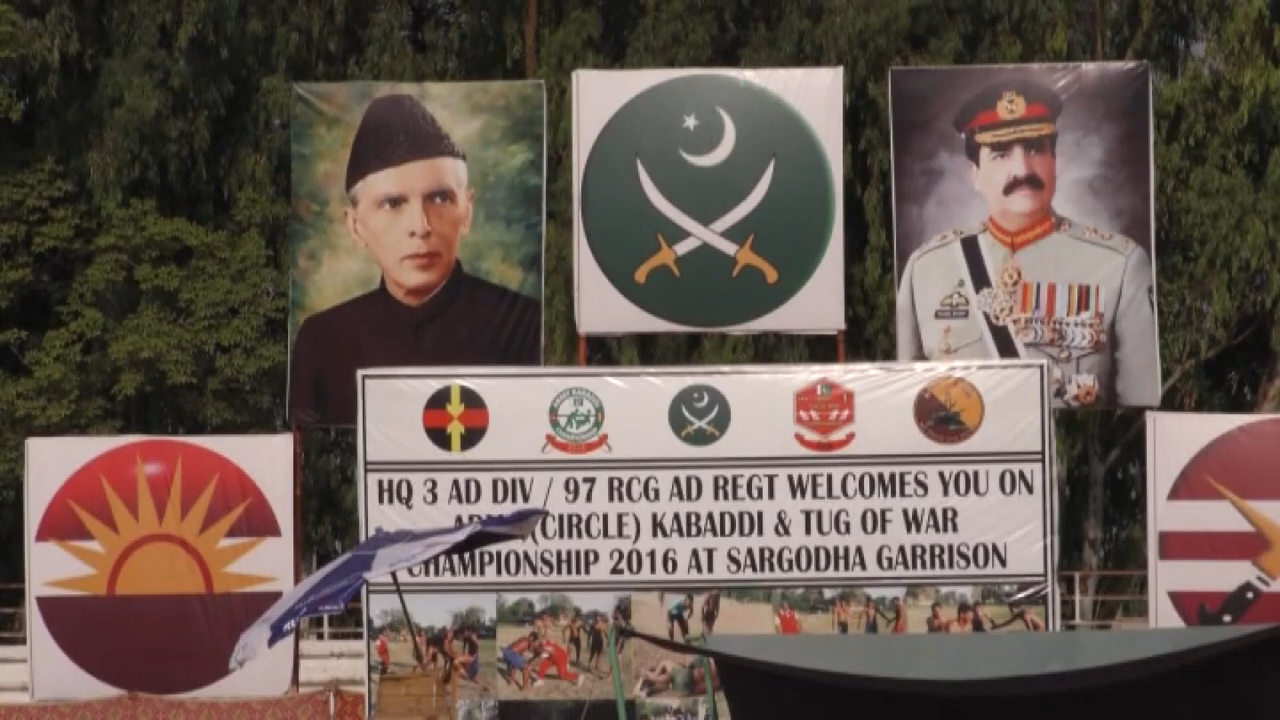 HQ 3 AD DIV / 97 RCG AD REGT WELCOMES YOU ON
(CIRCLE) KABADDI & TUG OF WAR
CHAMPIONSHIP 2016 AT SARGODHA GARRISON